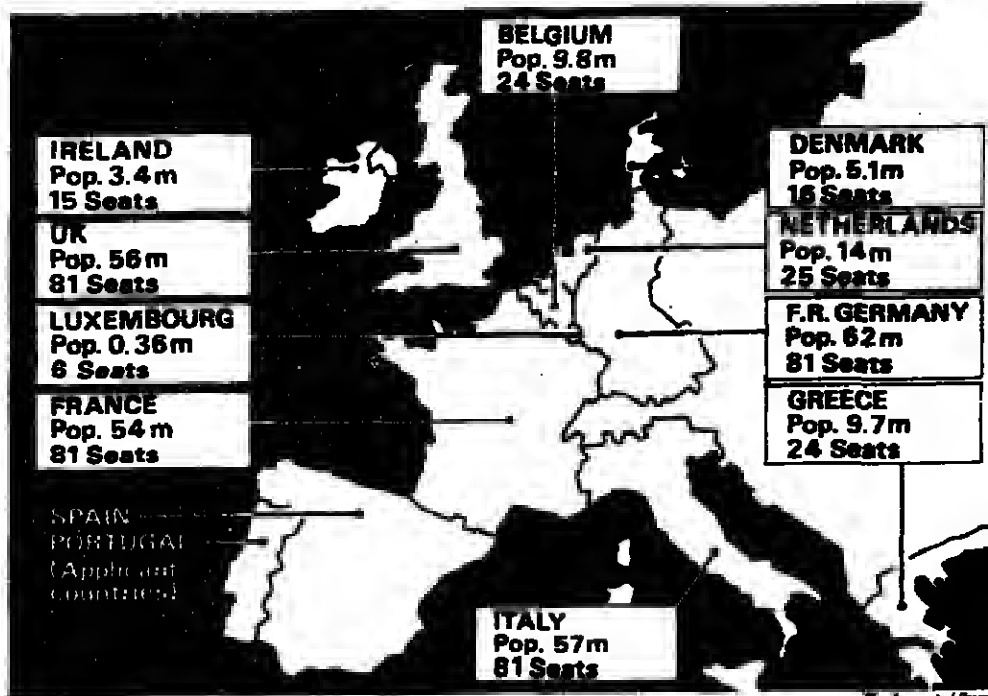 BELGIUM
Pop. 9.8m
24 Seats
IRELAND
Pop. 3.4m
15 Seats
UK
Pop. 56m
81 Seats
LUXEMBOURG
Pop. 0.36m
6 Seats
FRANCE
Pop. 54m
81 Seats
SPAIN
PORTUGAL
(Applicant
countries)
DENMARK
Pop. 5.1m
16 Seats
NETHERLANDS
Pop. 14m
25 Seats
F.R. GERMANY
Pop. 62m
81 Seats
GREECE
Pop. 9.7m
24 Seats
ITALY
Pop. 57m
81 Seats